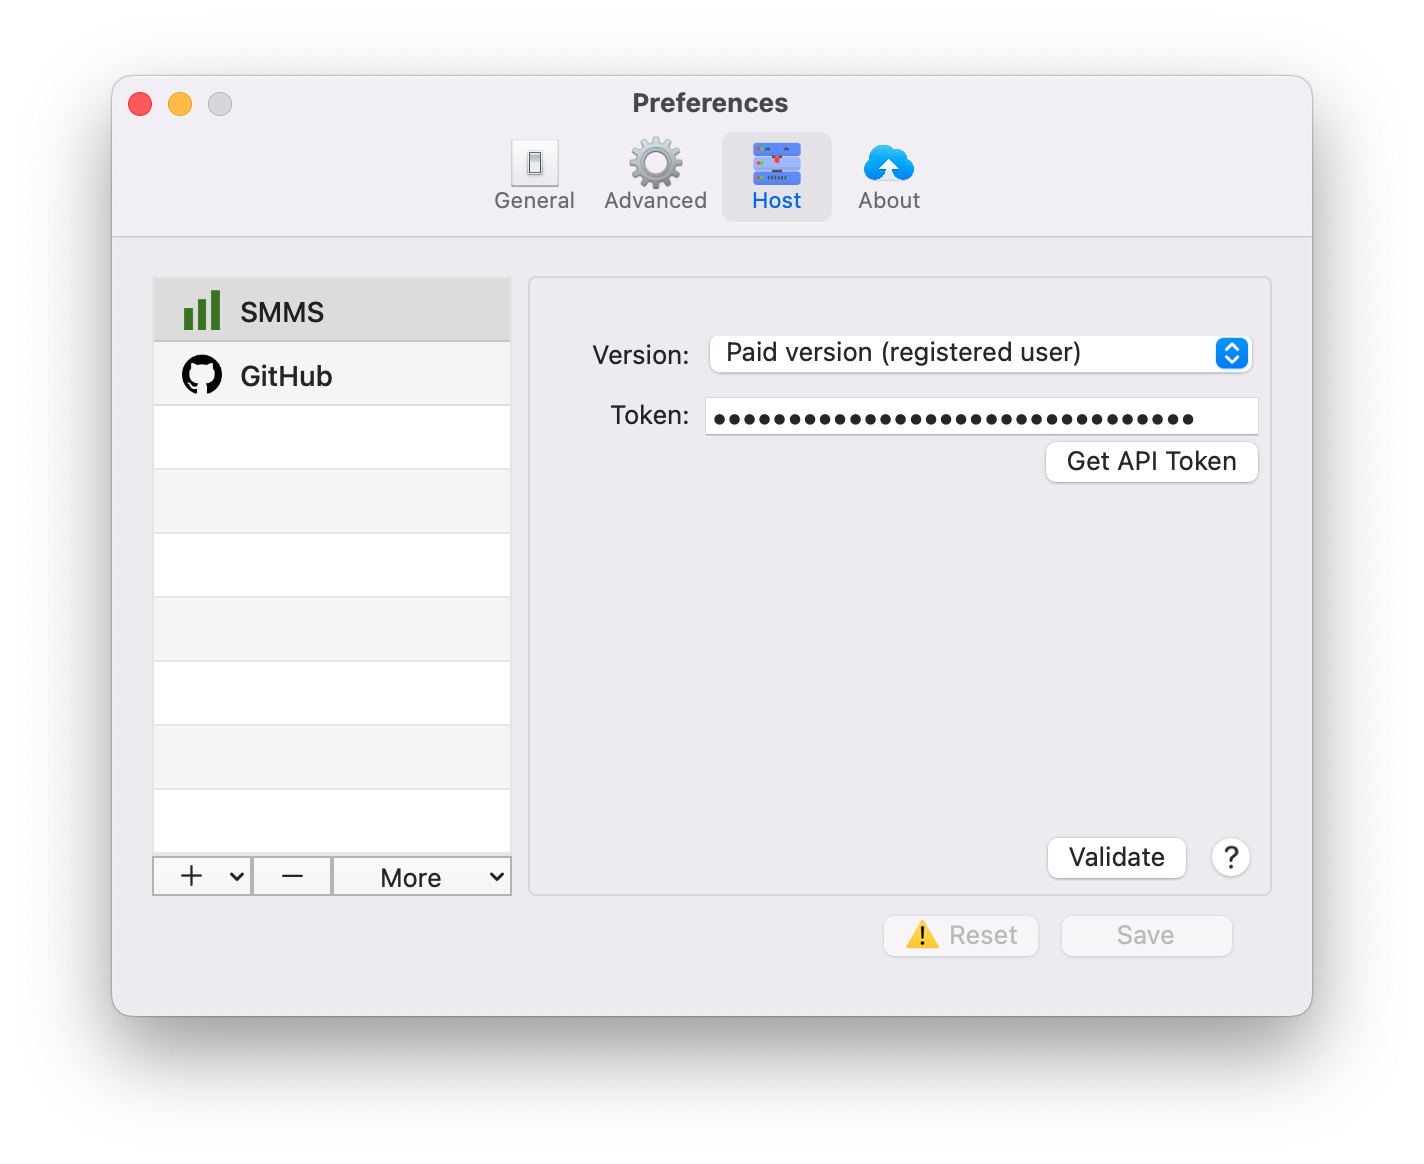 Preferences
General
Advanced
Host
About
SMMS
GitHub
Version:
Paid version (registered user)
Token:
••••••••••••••••••••••••••••••••
Get API Token
Validate
?
+
—
More
Reset
Save